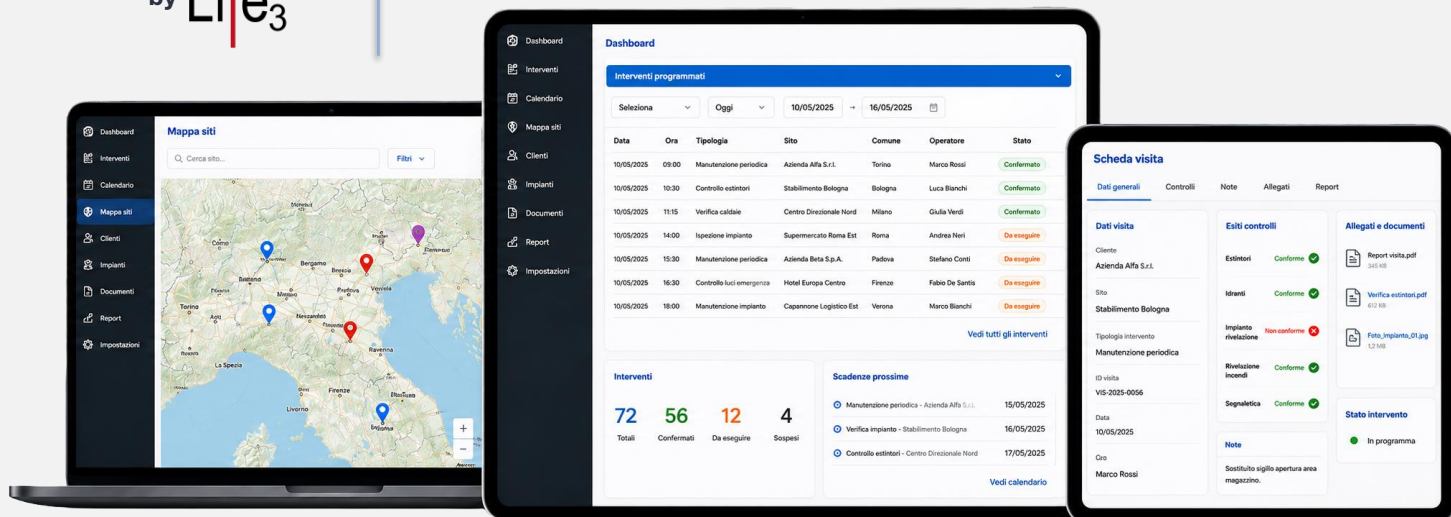 by Life3
Dashboard
Interventi
Calendario
Mappa siti
Clienti
Impianti
Documenti
Report
Impostazioni
Mappa siti
Cerca sito...
Filtri
Como
Bergamo
Brescia
Verona
Torino
Alessandria
Ravenna
La Spezia
Firenze
Livorno
+
−
Dashboard
Interventi
Calendario
Mappa siti
Clienti
Impianti
Documenti
Report
Impostazioni
Dashboard
Interventi programmati
Seleziona Oggi 10/05/2025 → 16/05/2025
Data Ora Tipologia Sito Comune Operatore Stato
10/05/2025 09:00 Manutenzione periodica Azienda Alfa S.r.l. Torino Marco Rossi Confermato
10/05/2025 10:30 Controllo estintori Stabilimento Bologna Bologna Luca Bianchi Confermato
10/05/2025 11:15 Verifica caldaie Centro Direzionale Nord Milano Giulia Verdi Confermato
10/05/2025 14:00 Ispezione impianto Supermercato Roma Est Roma Andrea Neri Da eseguire
10/05/2025 15:30 Manutenzione periodica Azienda Beta S.p.A. Padova Stefano Conti Da eseguire
10/05/2025 16:30 Controllo luci emergenza Hotel Europa Centro Firenze Fabio De Santis Da eseguire
10/05/2025 18:00 Manutenzione impianto Capannone Logistico Est Verona Marco Bianchi Da eseguire
Vedi tutti gli interventi
Interventi
72 56 12 4
Totali Confermati Da eseguire Sospesi
Scadenze prossime
Manutenzione periodica - Azienda Alfa S.r.l. 15/05/2025
Verifica impianto - Stabilimento Bologna 16/05/2025
Controllo estintori - Centro Direzionale Nord 17/05/2025
Vedi calendario
Scheda visita
Dati generali Controlli Note Allegati Report
Dati visita
Cliente
Azienda Alfa S.r.l.
Sito
Stabilimento Bologna
Tipologia intervento
Manutenzione periodica
ID visita
VIS-2025-0056
Data
10/05/2025
Oro
Marco Rossi
Esiti controlli
Estintori Conforme
Idranti Conforme
Impianto rivelazione Non conforme
Rivelazione incendi Conforme
Segnaletica Conforme
Note
Sostituito sigillo apertura area
magazzino.
Allegati e documenti
Report visita.pdf
345 KB
Verifica estintori.pdf
612 KB
Foto_impianto_01.jpg
1,2 MB
Stato intervento
In programma